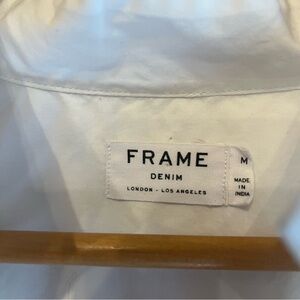 FRAME
DENIM
LONDON - LOS ANGELES
M
MADE
IN
INDIA